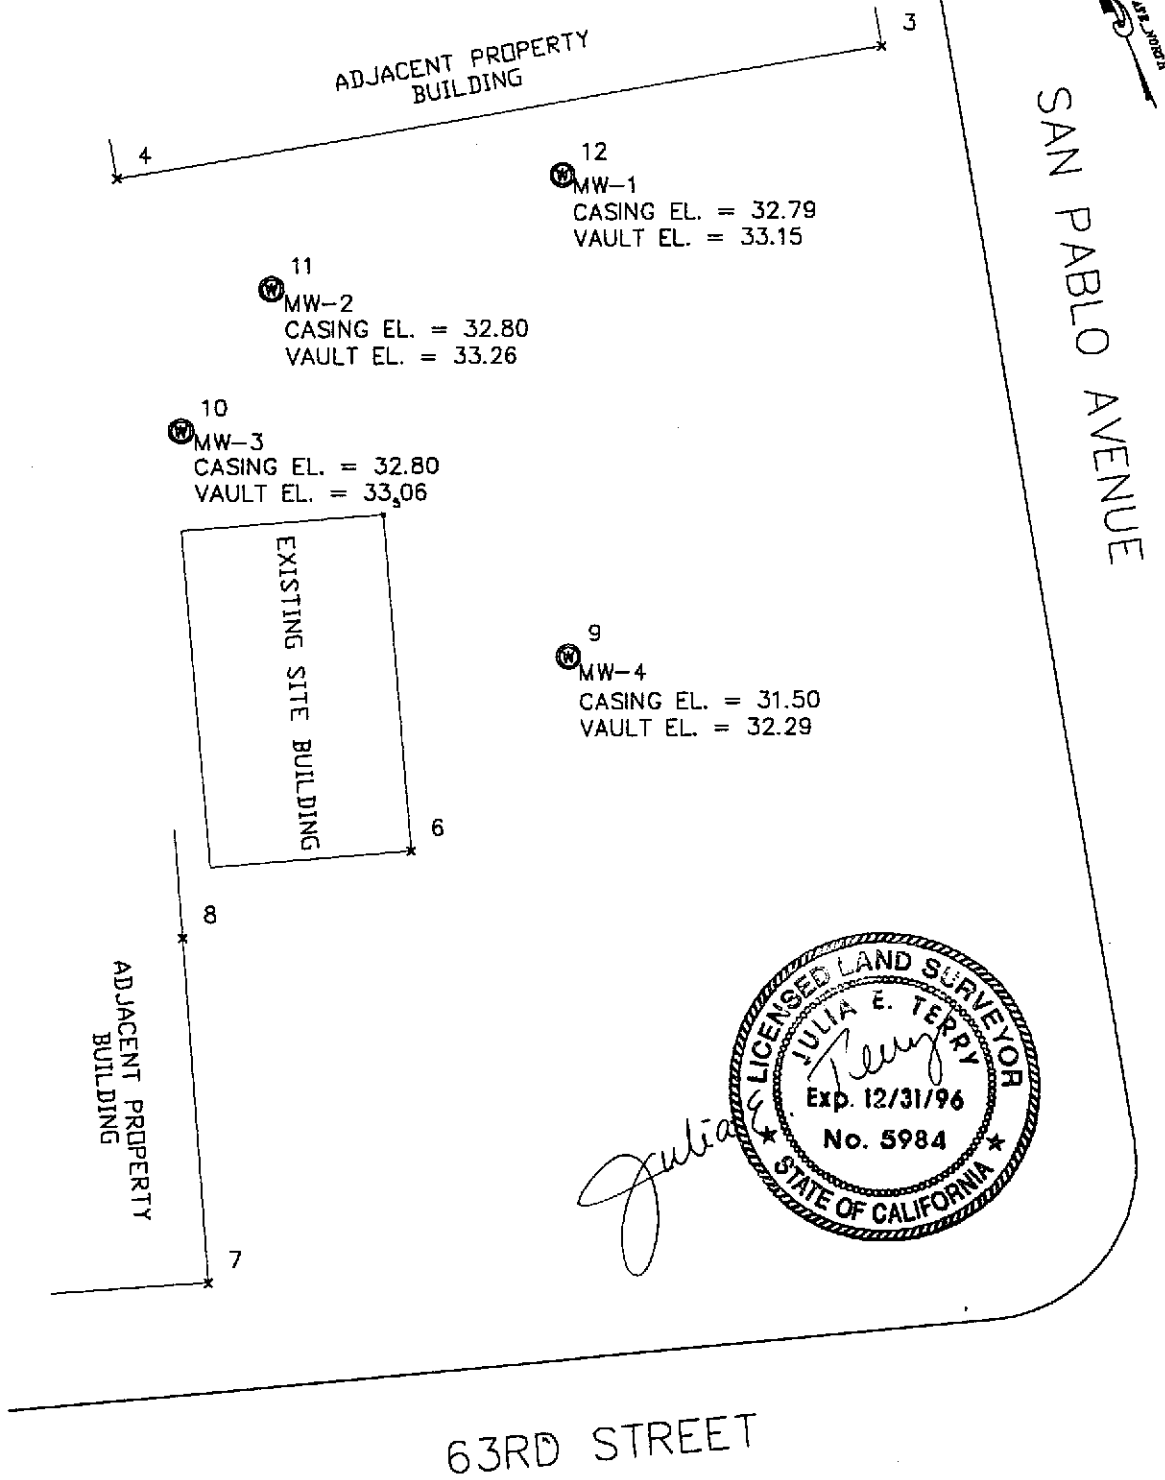 3
ADJACENT PROPERTY
BUILDING
4
SAN PABLO AVENUE
12
MW-1
CASING EL. = 32.79
VAULT EL. = 33.15
11
MW-2
CASING EL. = 32.80
VAULT EL. = 33.26
10
MW-3
CASING EL. = 32.80
VAULT EL. = 33.06
EXISTING SITE BUILDING
9
MW-4
CASING EL. = 31.50
VAULT EL. = 32.29
6
8
ADJACENT PROPERTY
BUILDING
7
LICENSED LAND SURVEYOR
JULIA E. TERRY
Exp. 12/31/96
No. 5984
STATE OF CALIFORNIA
Julia E. Terry
63RD STREET
W
W
W
W